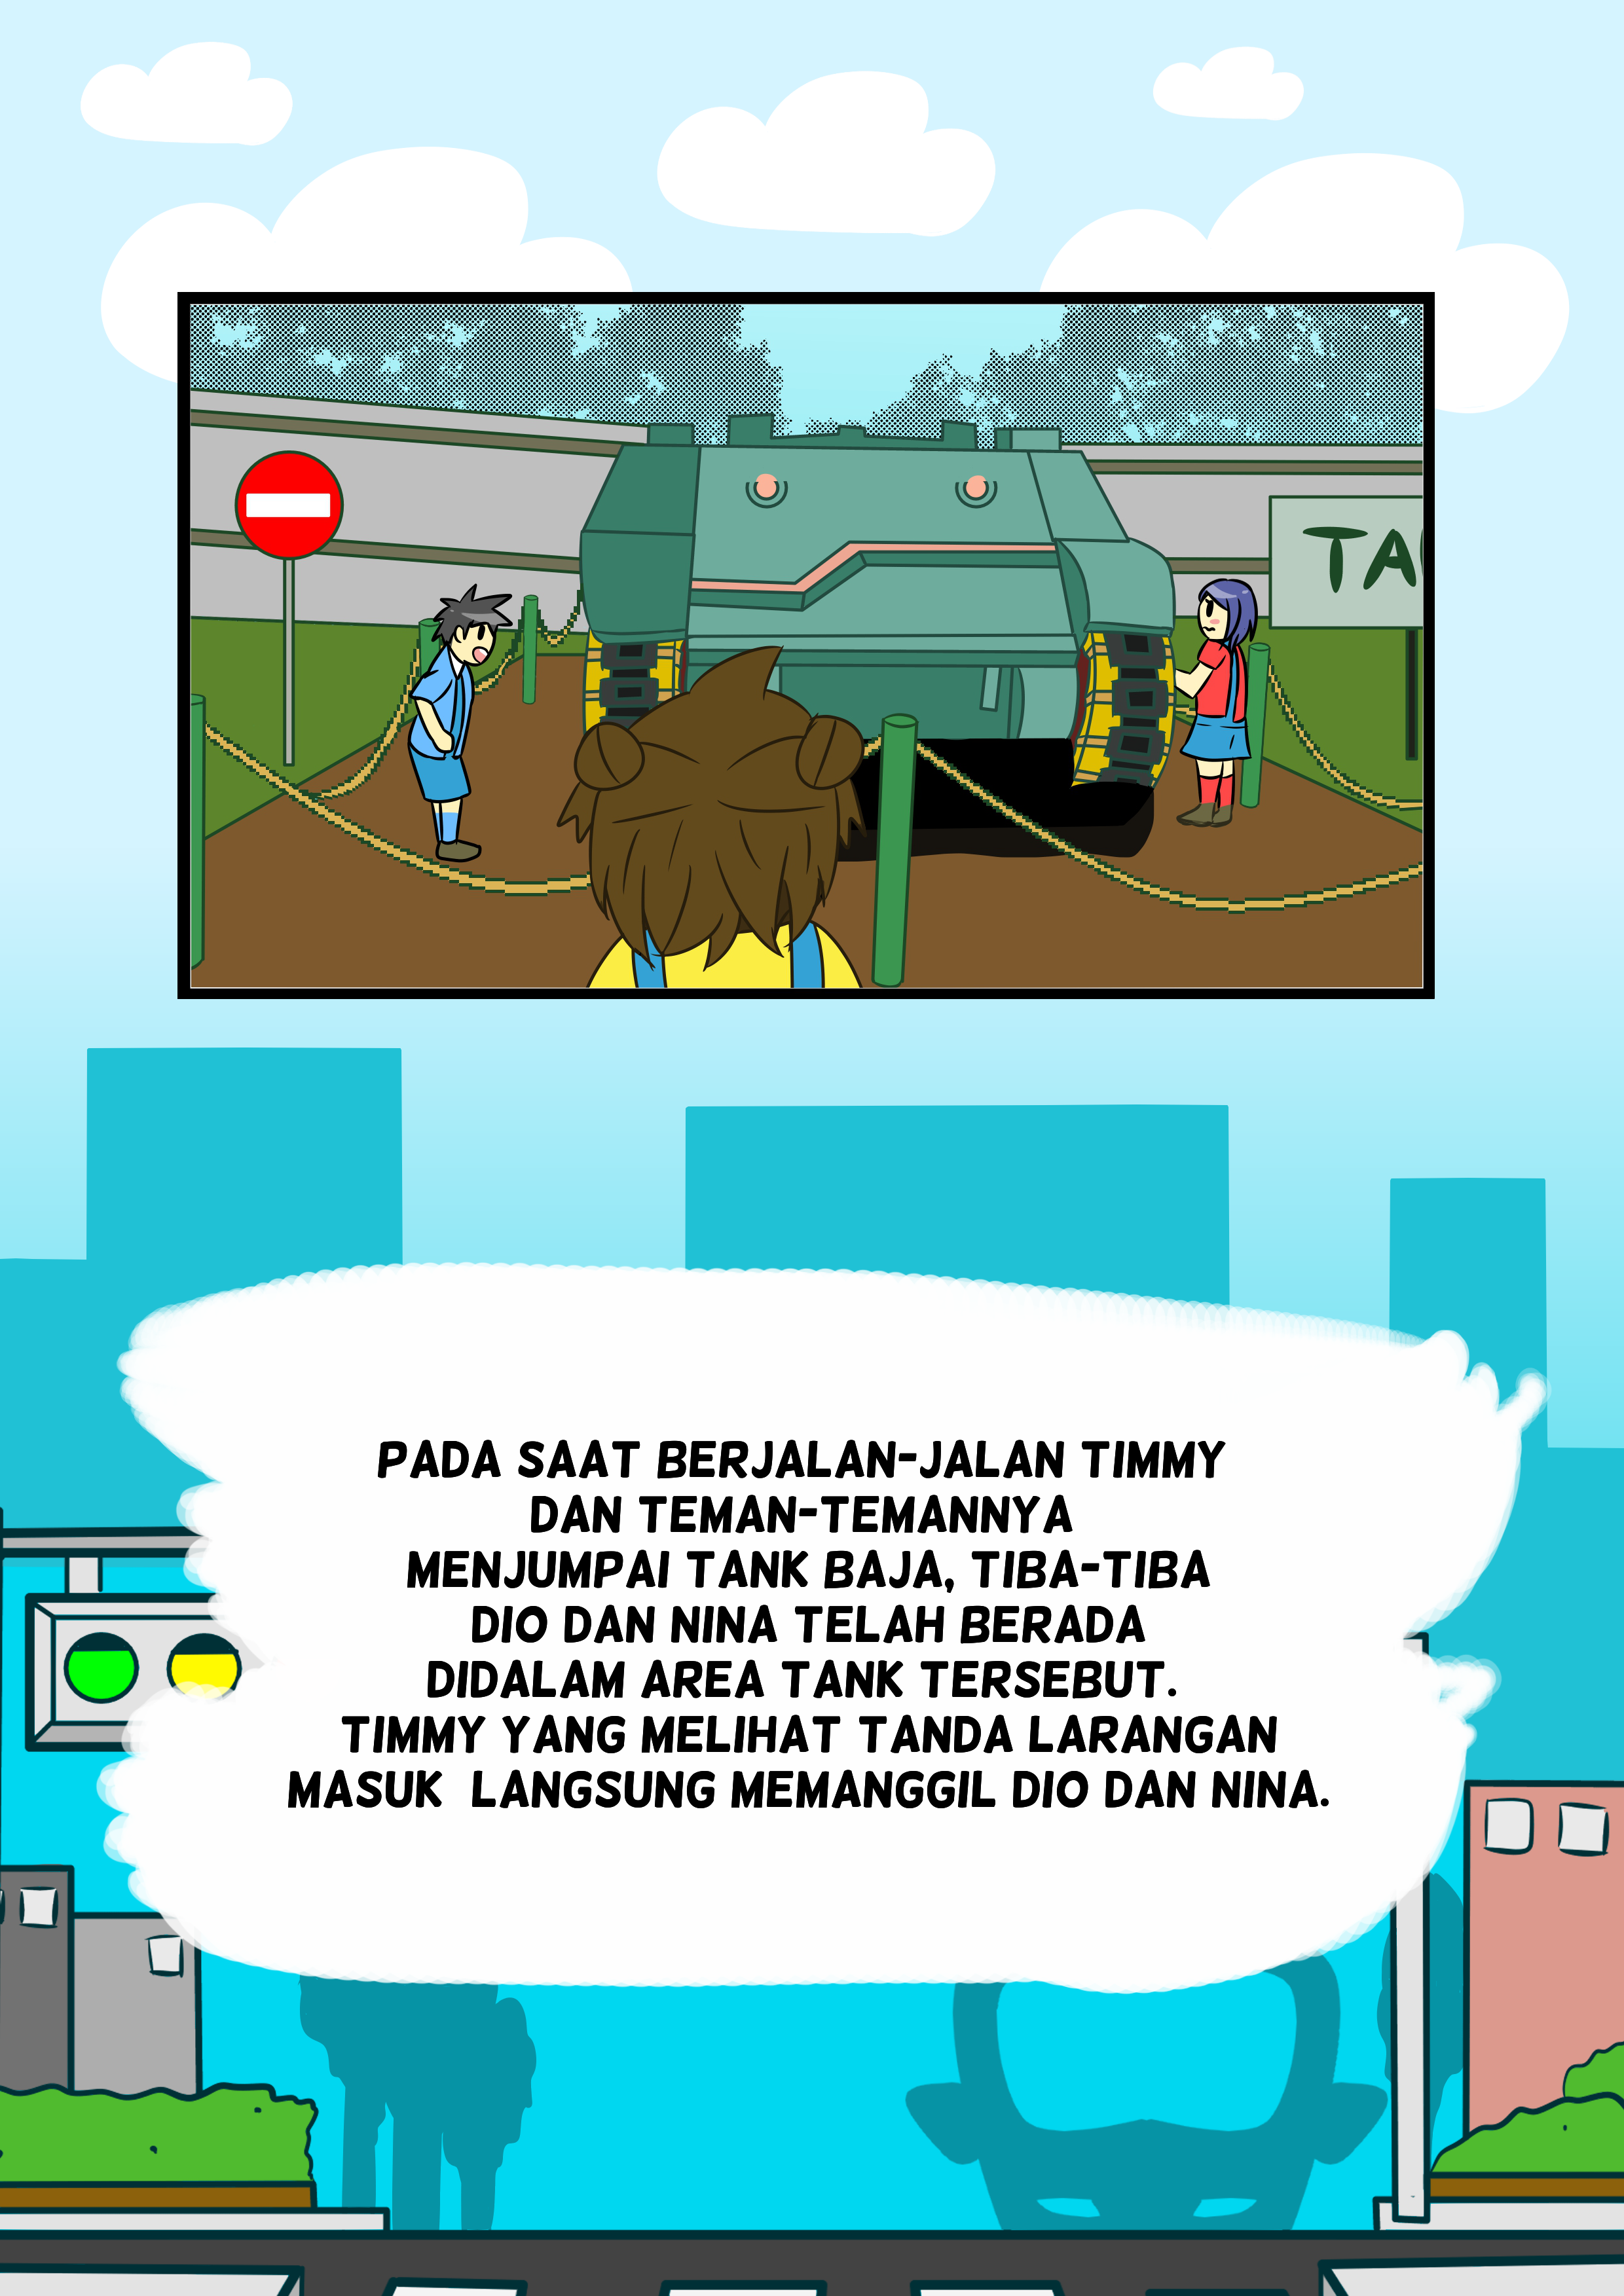 TA
PADA SAAT BERJALAN-JALAN TIMMY
DAN TEMAN-TEMANNYA
MENJUMPAI TANK BAJA, TIBA-TIBA
DIO DAN NINA TELAH BERADA
DIDALAM AREA TANK TERSEBUT.
TIMMY YANG MELIHAT TANDA LARANGAN
MASUK  LANGSUNG MEMANGGIL DIO DAN NINA.